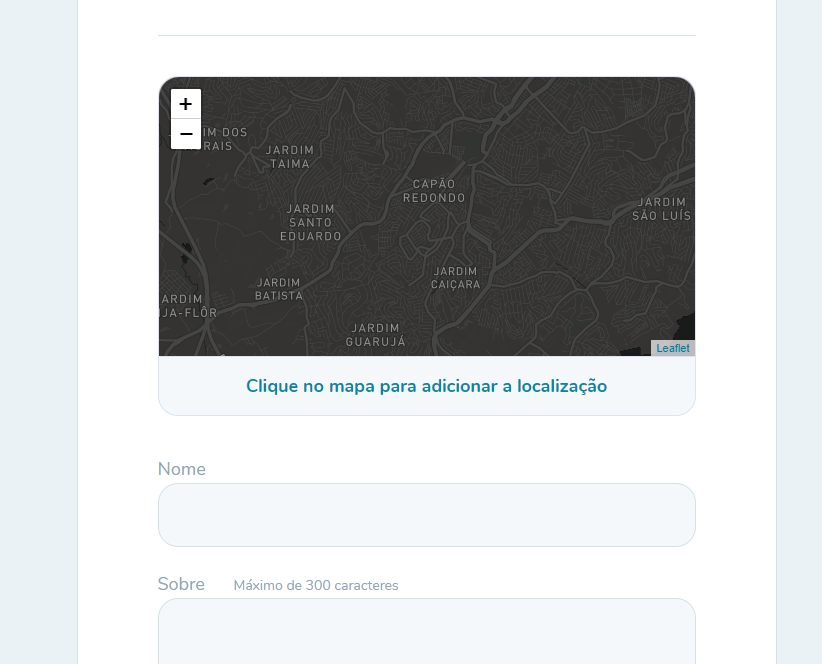 +
−
IM DOS
RAIS
JARDIM
TAIMA
CAPÃO
REDONDO
JARDIM
SÃO LUÍS
JARDIM
SANTO
EDUARDO
JARDIM
CAIÇARA
JARDIM
BATISTA
ARDIM
IJA-FLÔR
JARDIM
GUARUJÁ
Leaflet
Clique no mapa para adicionar a localização
Nome
Sobre Máximo de 300 caracteres